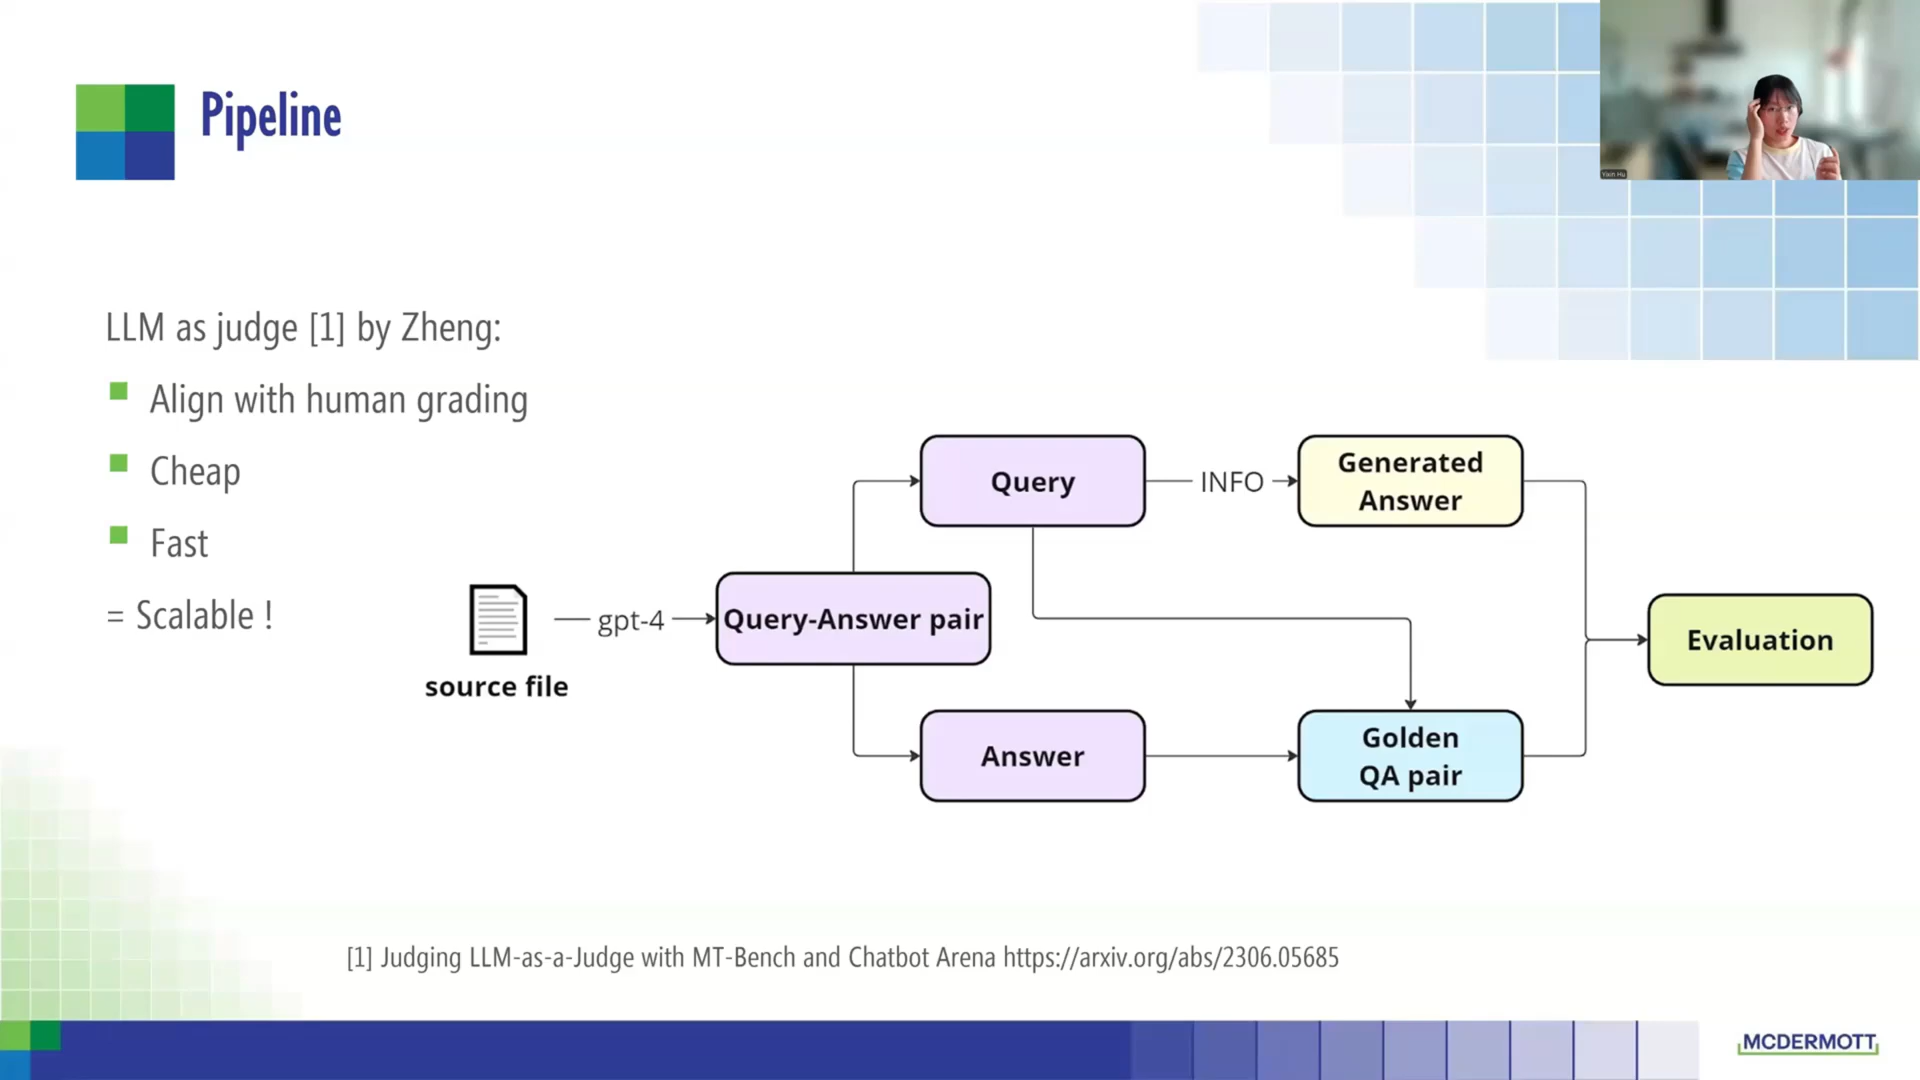 Pipeline
Yixin Hu
LLM as judge [1] by Zheng:
Align with human grading
Cheap
Fast
= Scalable !
source file
gpt-4
Query-Answer pair
Query
INFO
Generated
Answer
Answer
Golden
QA pair
Evaluation
[1] Judging LLM-as-a-Judge with MT-Bench and Chatbot Arena https://arxiv.org/abs/2306.05685
MCDERMOTT